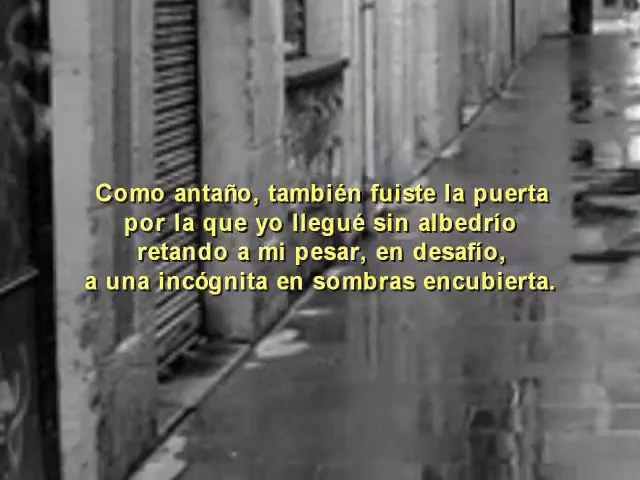 Como antaño, también fuiste la puerta
por la que yo llegué sin albedrío
retando a mi pesar, en desafío,
a una incógnita en sombras encubierta.